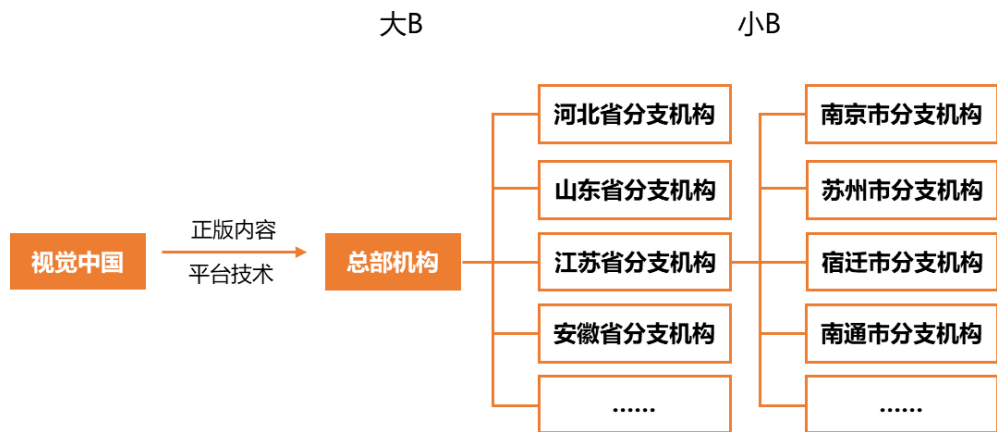 大B
小B
视觉中国
正版内容
平台技术
总部机构
河北省分支机构
山东省分支机构
江苏省分支机构
安徽省分支机构
······
南京市分支机构
苏州市分支机构
宿迁市分支机构
南通市分支机构
······